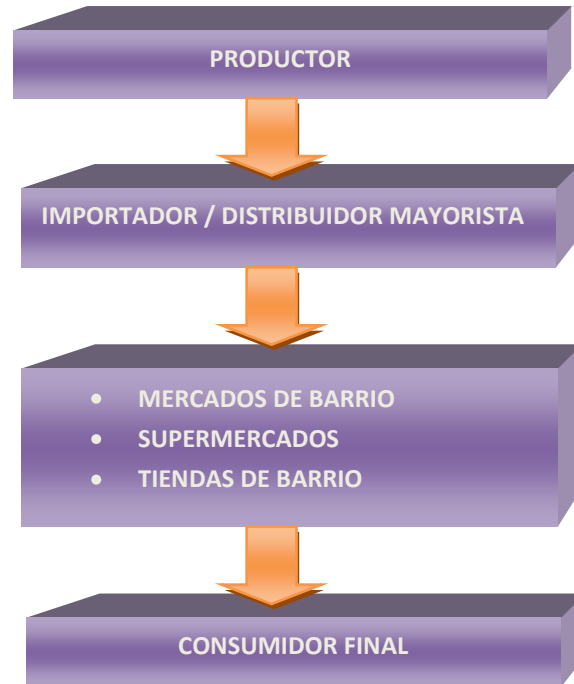 PRODUCTOR
IMPORTADOR / DISTRIBUIDOR MAYORISTA
• MERCADOS DE BARRIO
• SUPERMERCADOS
• TIENDAS DE BARRIO
CONSUMIDOR FINAL